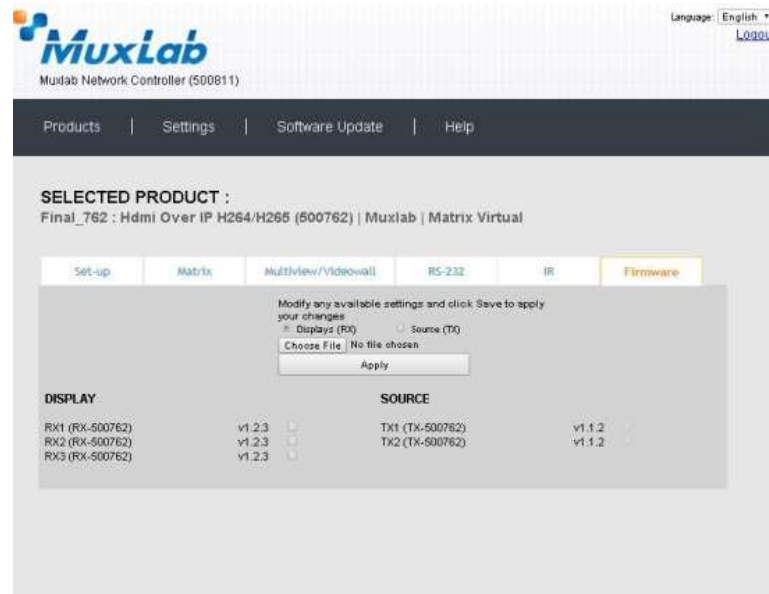 Language: English
Logou
MuxLab
Muxlab Network Controller (500811)
Products | Settings | Software Update | Help
SELECTED PRODUCT :
Final_762 : Hdmi Over IP H264/H265 (500762) | Muxlab | Matrix Virtual
Set-up Matrix Multiview/Videowall RS-232 IR Firmware
Modify any available settings and click Save to apply
your changes
Displays (RX) Source (TX)
Choose File No file chosen
Apply
DISPLAY SOURCE
RX1 (RX-500762) v1.2.3 TX1 (TX-500762) v1.1.2
RX2 (RX-500762) v1.2.3 TX2 (TX-500762) v1.1.2
RX3 (RX-500762) v1.2.3